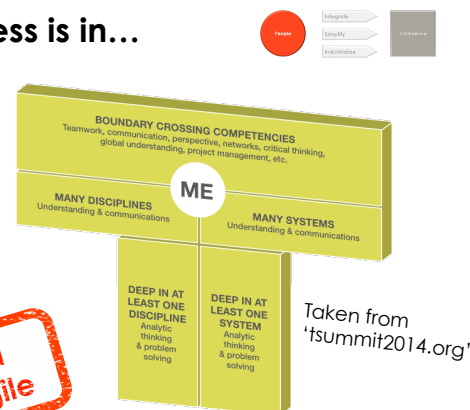 ess is in…
People
Integrate
Simplify
Industrialise
Confidence
BOUNDARY CROSSING COMPETENCIES
Teamwork, communication, perspective, networks, critical thinking,
global understanding, project management, etc.
ME
MANY DISCIPLINES
Understanding & communications
MANY SYSTEMS
Understanding & communications
DEEP IN AT
LEAST ONE
DISCIPLINE
Analytic
thinking
& problem
solving
DEEP IN AT
LEAST ONE
SYSTEM
Analytic
thinking
& problem
solving
Taken from
‘tsummit2014.org’
gile